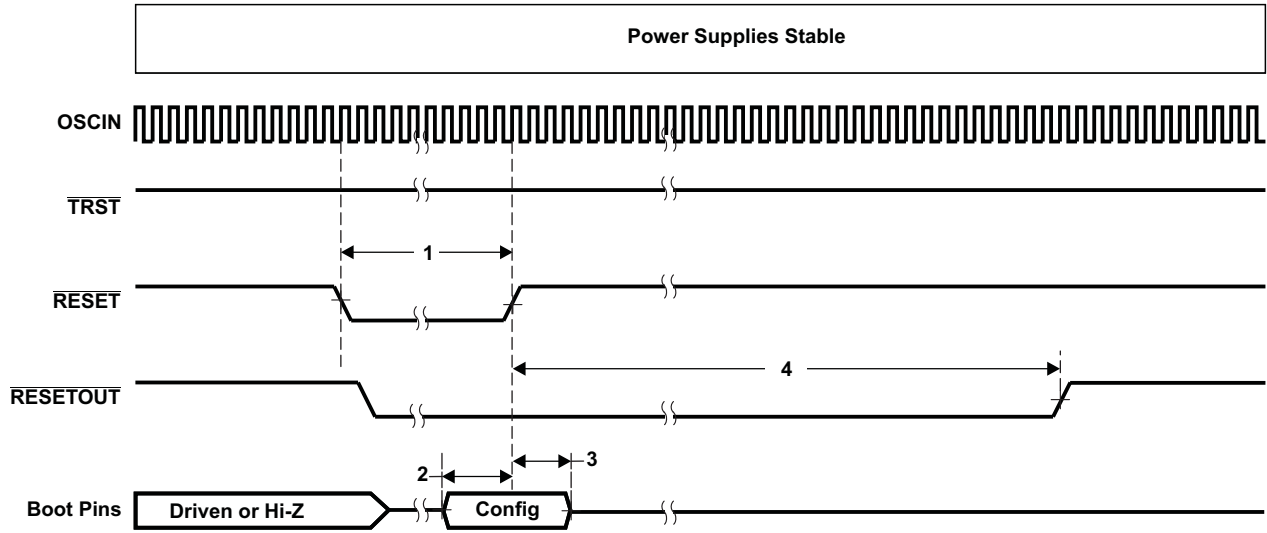 Power Supplies Stable
OSCIN
TRST
1
RESET
4
RESETOUT
2
3
Boot Pins
Driven or Hi-Z
Config